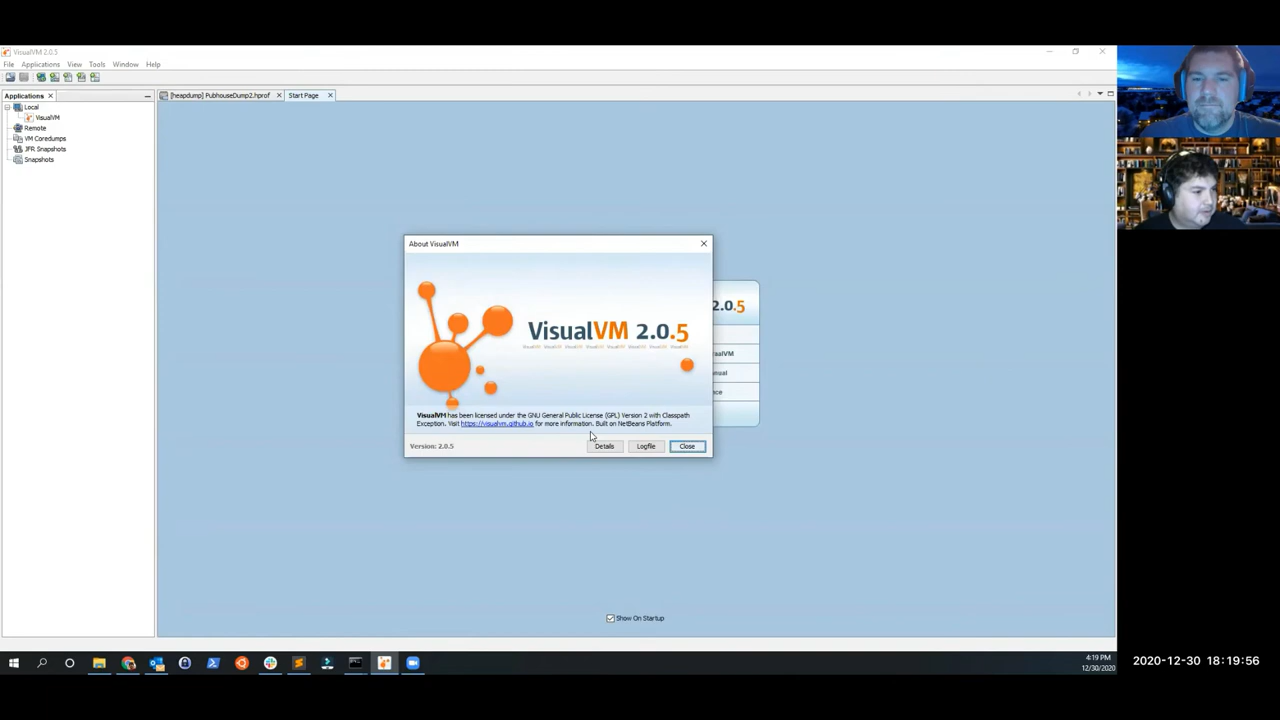 VisualVM 2.0.5
File Applications View Tools Window Help
Applications
[heapdump] PubhouseDump2.hprof
Start Page
Local
VisualVM
Remote
VM Coredumps
JFR Snapshots
Snapshots
About VisualVM
VisualVM 2.0.5
2.0.5
VisualVM has been licensed under the GNU General Public License (GPL) Version 2 with Classpath
Exception. Visit https://visualvm.github.io for more information. Built on NetBeans Platform.
Version: 2.0.5
Details
Logfile
Close
Show On Startup
4:19 PM
12/30/2020
2020-12-30 18:19:56